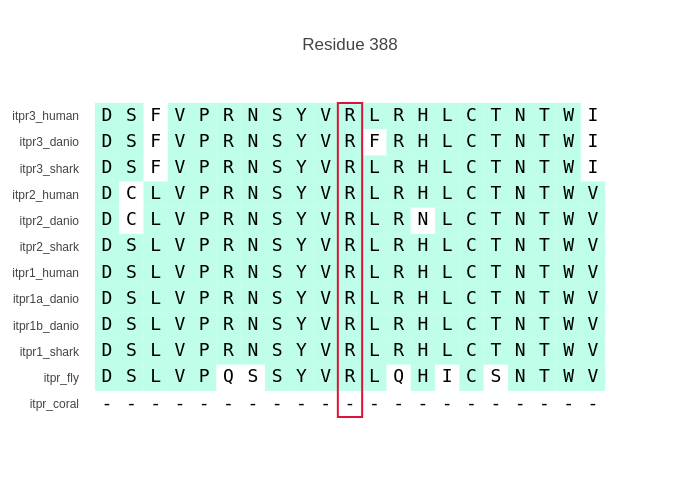 Residue 388
itpr3_human D S F V P R N S Y V R L R H L C T N T W I
itpr3_danio D S F V P R N S Y V R F R H L C T N T W I
itpr3_shark D S F V P R N S Y V R L R H L C T N T W I
itpr2_human D C L V P R N S Y V R L R H L C T N T W V
itpr2_danio D C L V P R N S Y V R L R N L C T N T W V
itpr2_shark D S L V P R N S Y V R L R H L C T N T W V
itpr1_human D S L V P R N S Y V R L R H L C T N T W V
itpr1a_danio D S L V P R N S Y V R L R H L C T N T W V
itpr1b_danio D S L V P R N S Y V R L R H L C T N T W V
itpr1_shark D S L V P R N S Y V R L R H L C T N T W V
itpr_fly D S L V P Q S S Y V R L Q H I C S N T W V
itpr_coral - - - - - - - - - - - - - - - - - - - - -